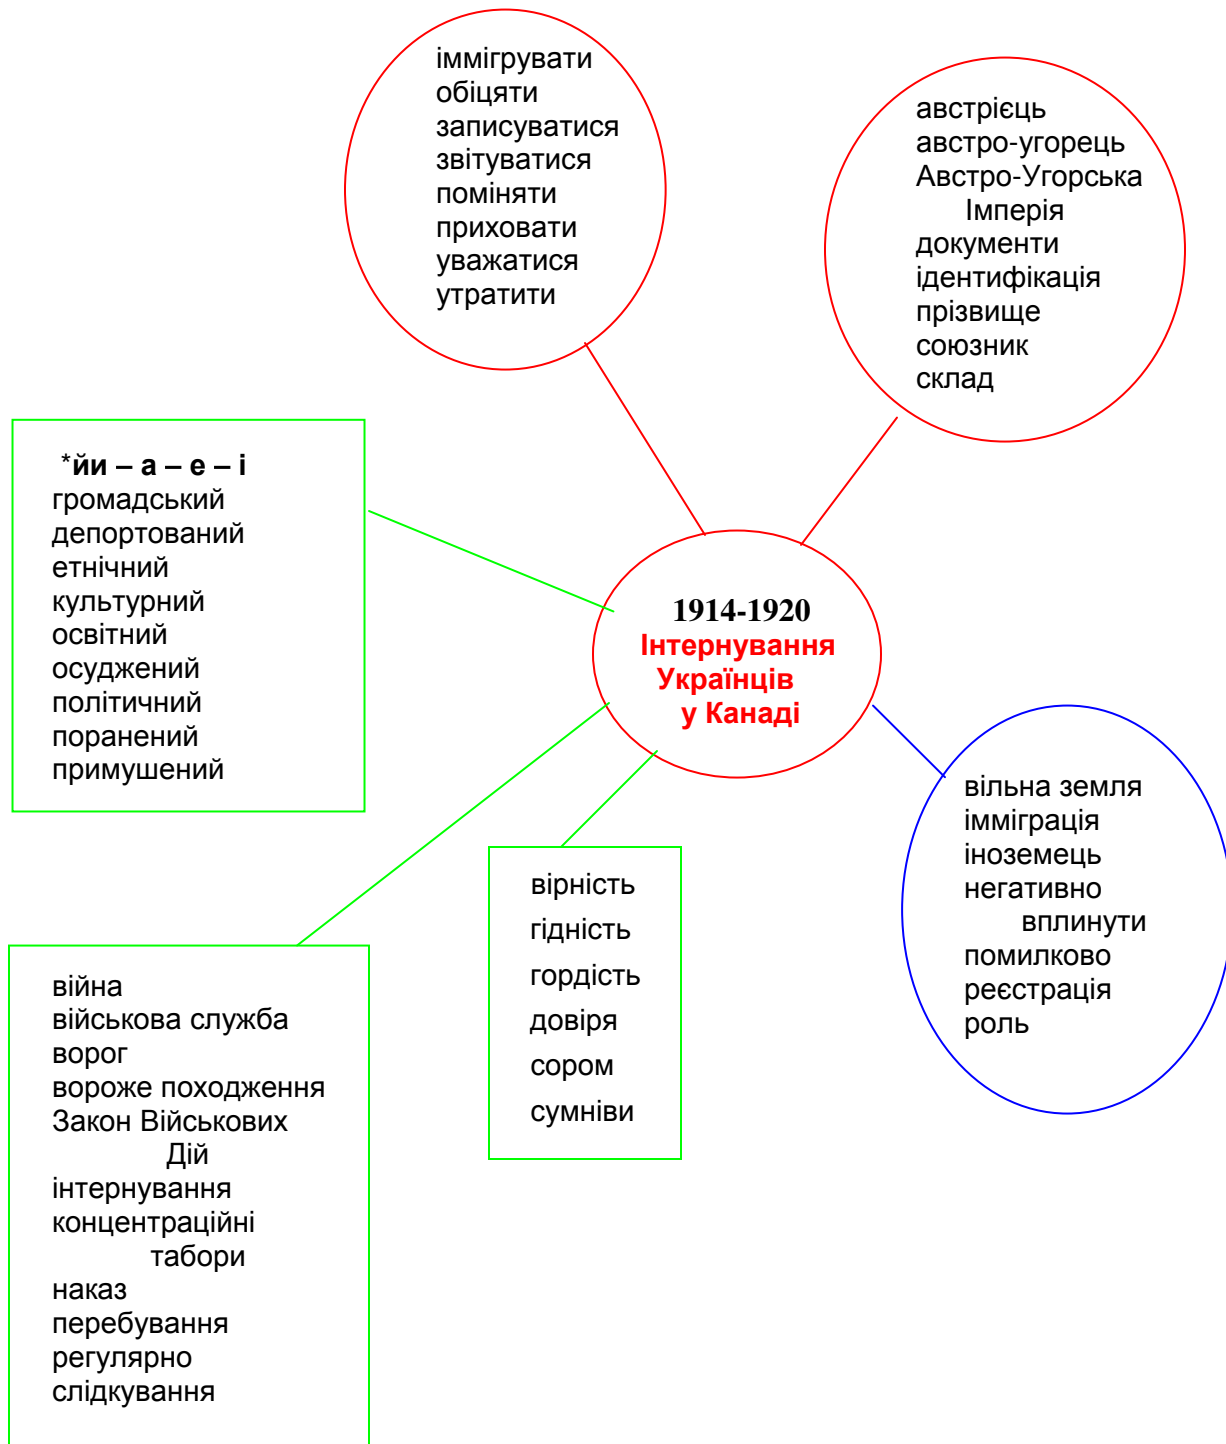 іммігрувати
обіцяти
записуватися
звітуватися
поміняти
приховати
уважатися
утратити
австрієць
австро-угорець
Австро-Угорська
Імперія
документи
ідентифікація
прізвище
союзник
склад
*йи – а – е – і
громадський
депортований
етнічний
культурний
освітний
осуджений
політичний
поранений
примушений
1914-1920
Інтернування
Українців
у Канаді
вільна земля
імміграція
іноземець
негативно
вплинути
помилково
реєстрація
роль
вірність
гідність
гордість
довіря
сором
сумніви
війна
військова служба
ворог
вороже походження
Закон Військових
Дій
інтернування
концентраційні
табори
наказ
перебування
регулярно
слідкування